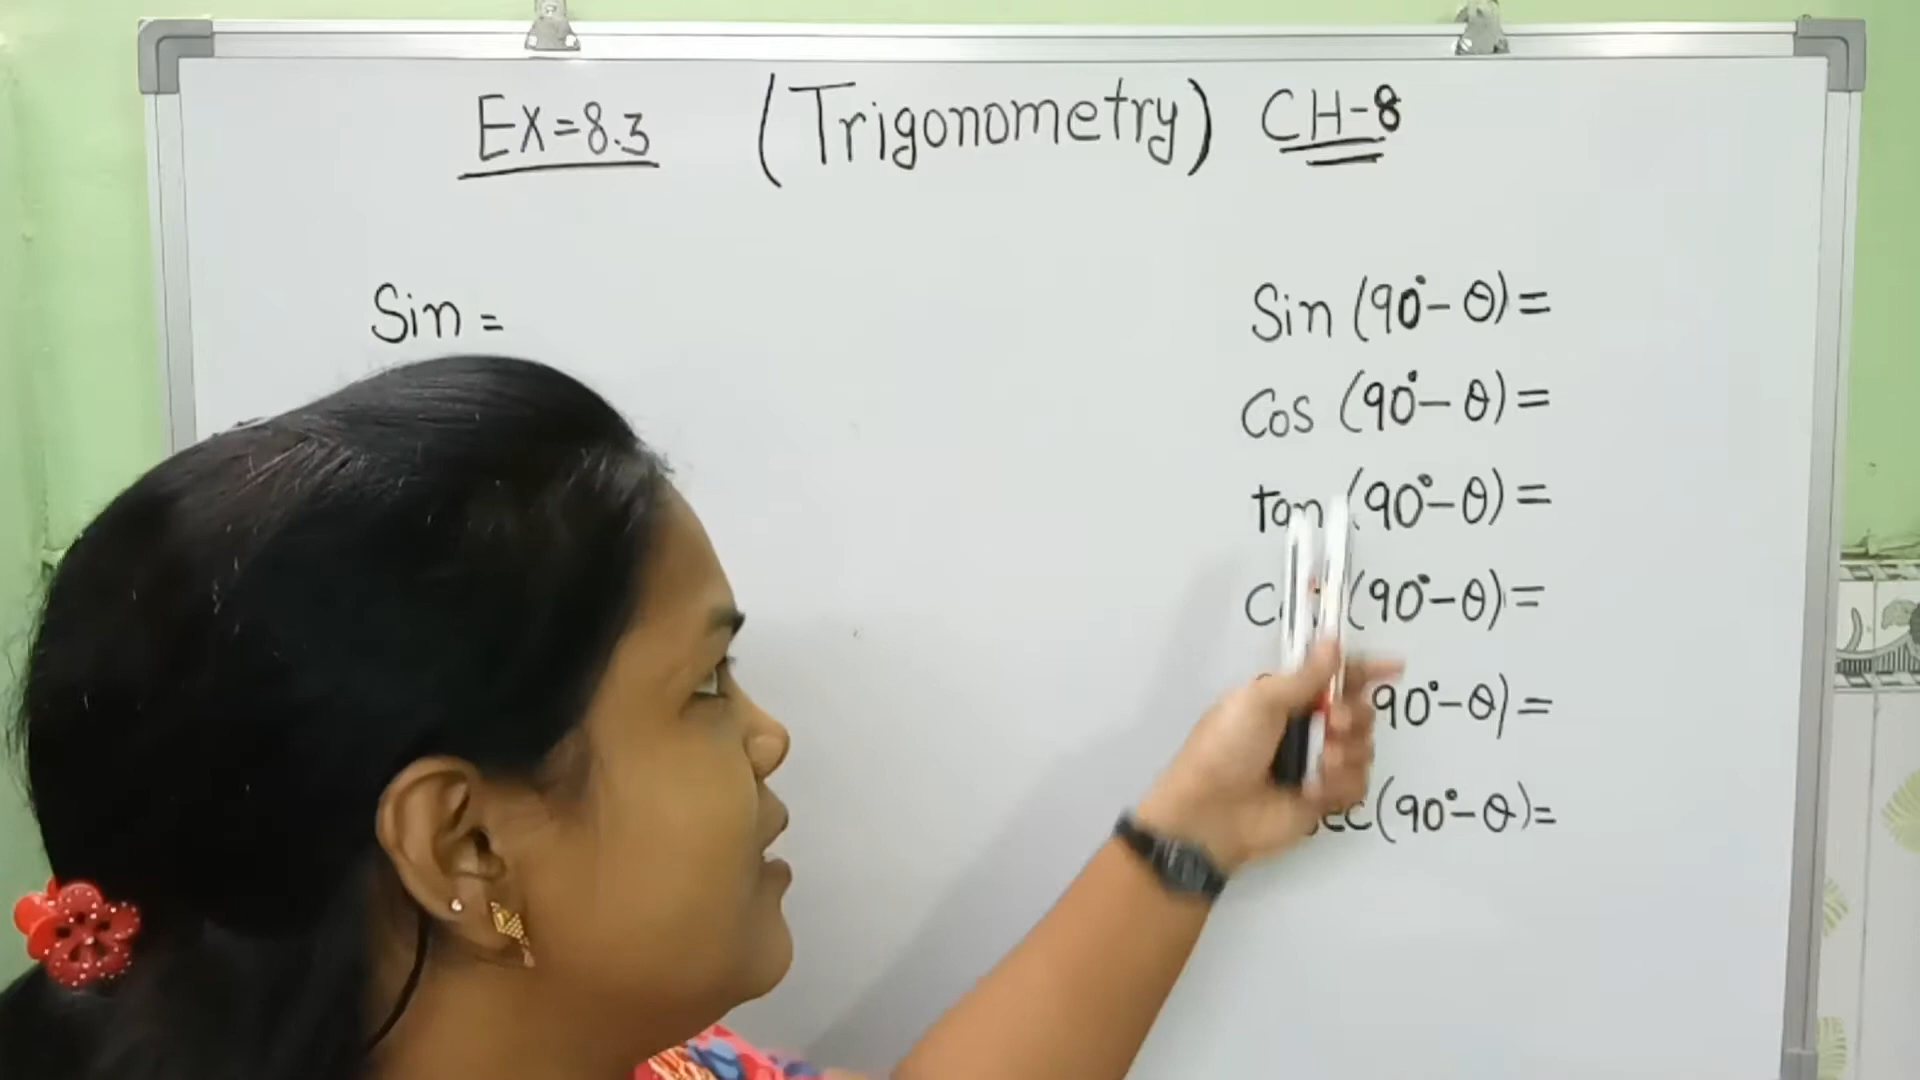 EX=8.3 (Trigonometry) CH-8
Sin =
Sin (90°- θ)=
Cos (90°- θ)=
tan (90°-θ)=
(90°-θ)=
90°-θ)=
(90°-θ)=